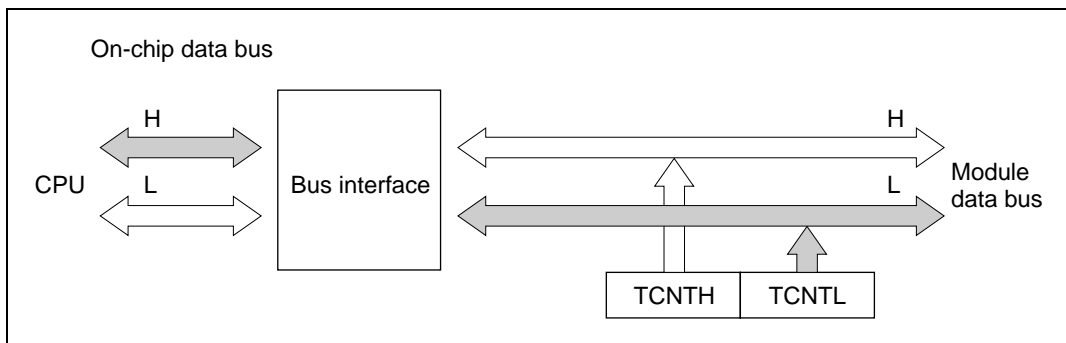 On-chip data bus
H
H
CPU
L
Bus interface
L
Module
data bus
TCNTH
TCNTL